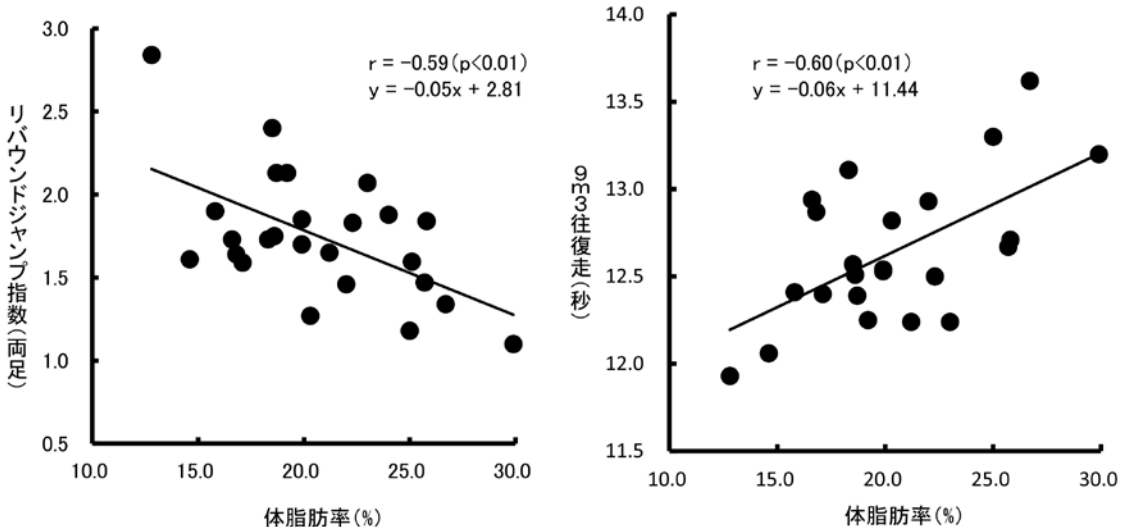 3.0
2.5
2.0
1.5
1.0
0.5
10.0 15.0 20.0 25.0 30.0
リバウンドジャンプ指数(両足)
体脂肪率(%)
r = −0.59(p<0.01)
y = −0.05x + 2.81
14.0
13.5
13.0
12.5
12.0
11.5
10.0 15.0 20.0 25.0 30.0
9m3往復走(秒)
体脂肪率(%)
r = −0.60(p<0.01)
y = −0.06x + 11.44